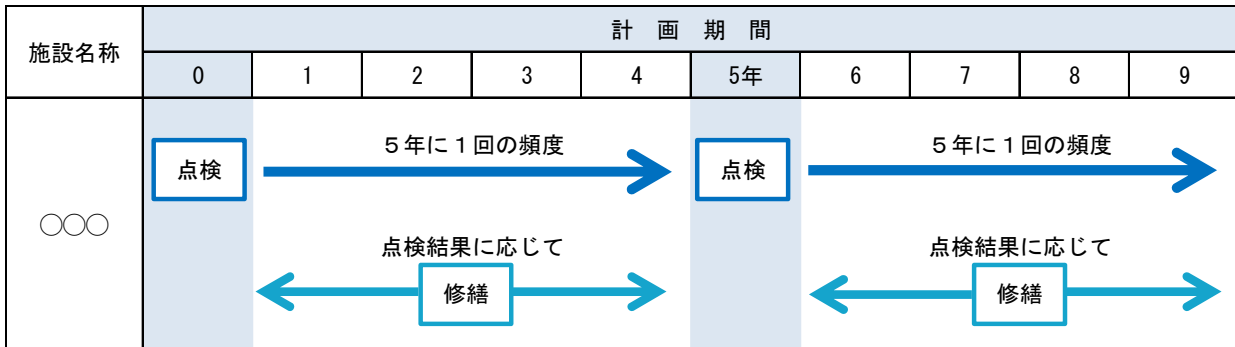 施設名称
計 画 期 間
0 1 2 3 4 5年 6 7 8 9
○○○
点検
5年に1回の頻度
点検
5年に1回の頻度
点検結果に応じて
修繕
点検結果に応じて
修繕